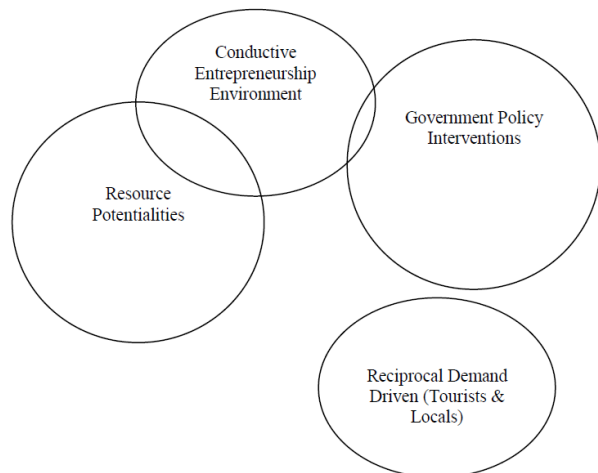 Conductive
Entrepreneurship
Environment
Government Policy
Interventions
Resource
Potentialities
Reciprocal Demand
Driven (Tourists &
Locals)